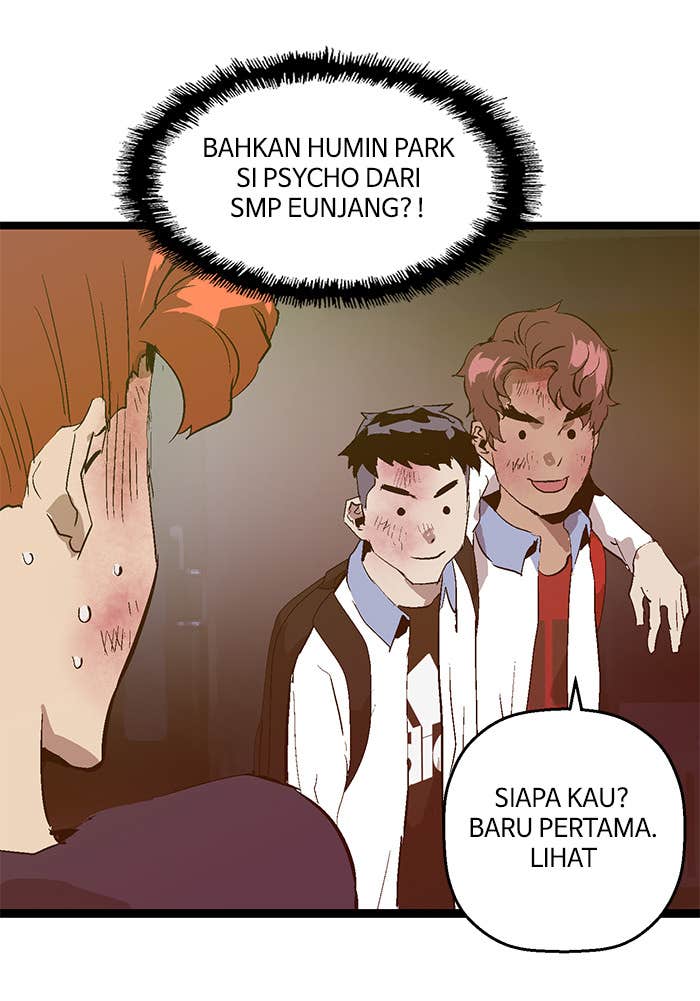 BAHKAN HUMIN PARK
SI PSYCHO DARI
SMP EUNJANG?!
SIAPA KAU?
BARU PERTAMA.
LIHAT